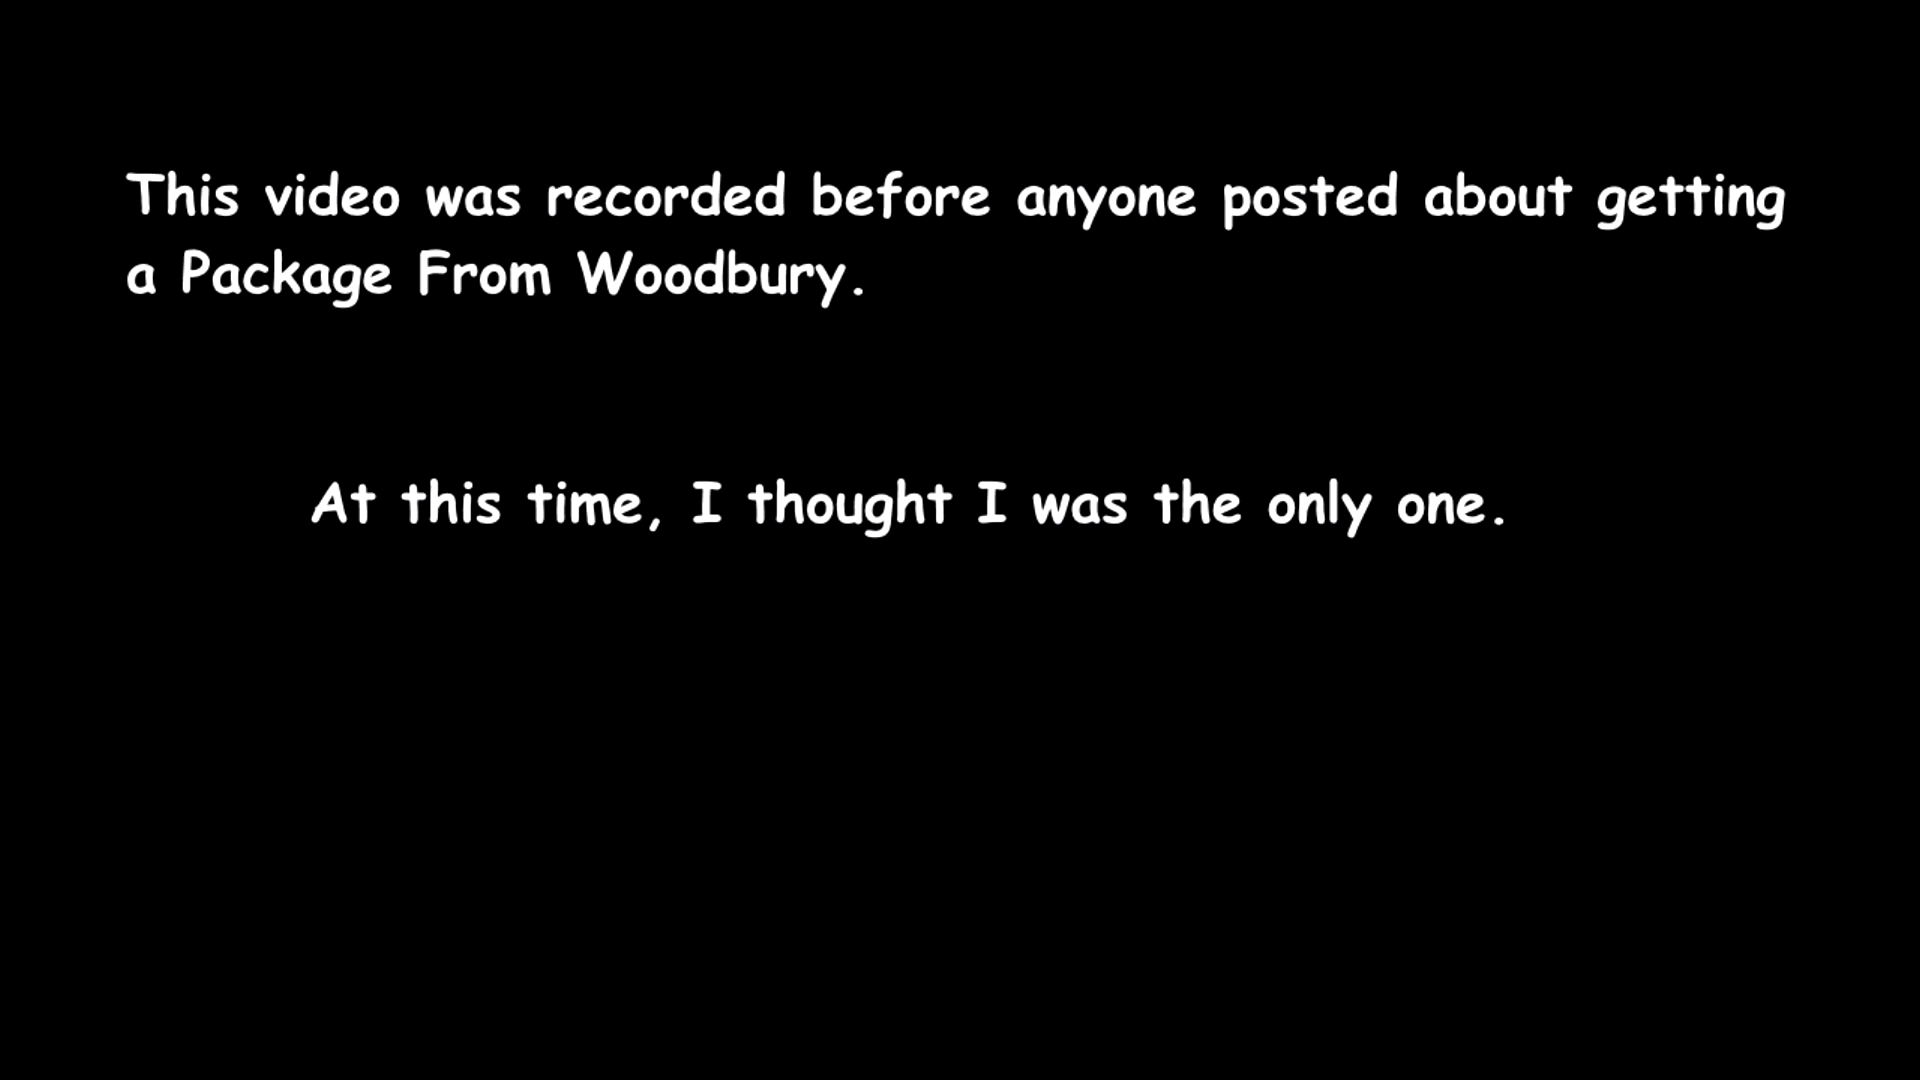 This video was recorded before anyone posted about getting
a Package From Woodbury.
At this time, I thought I was the only one.